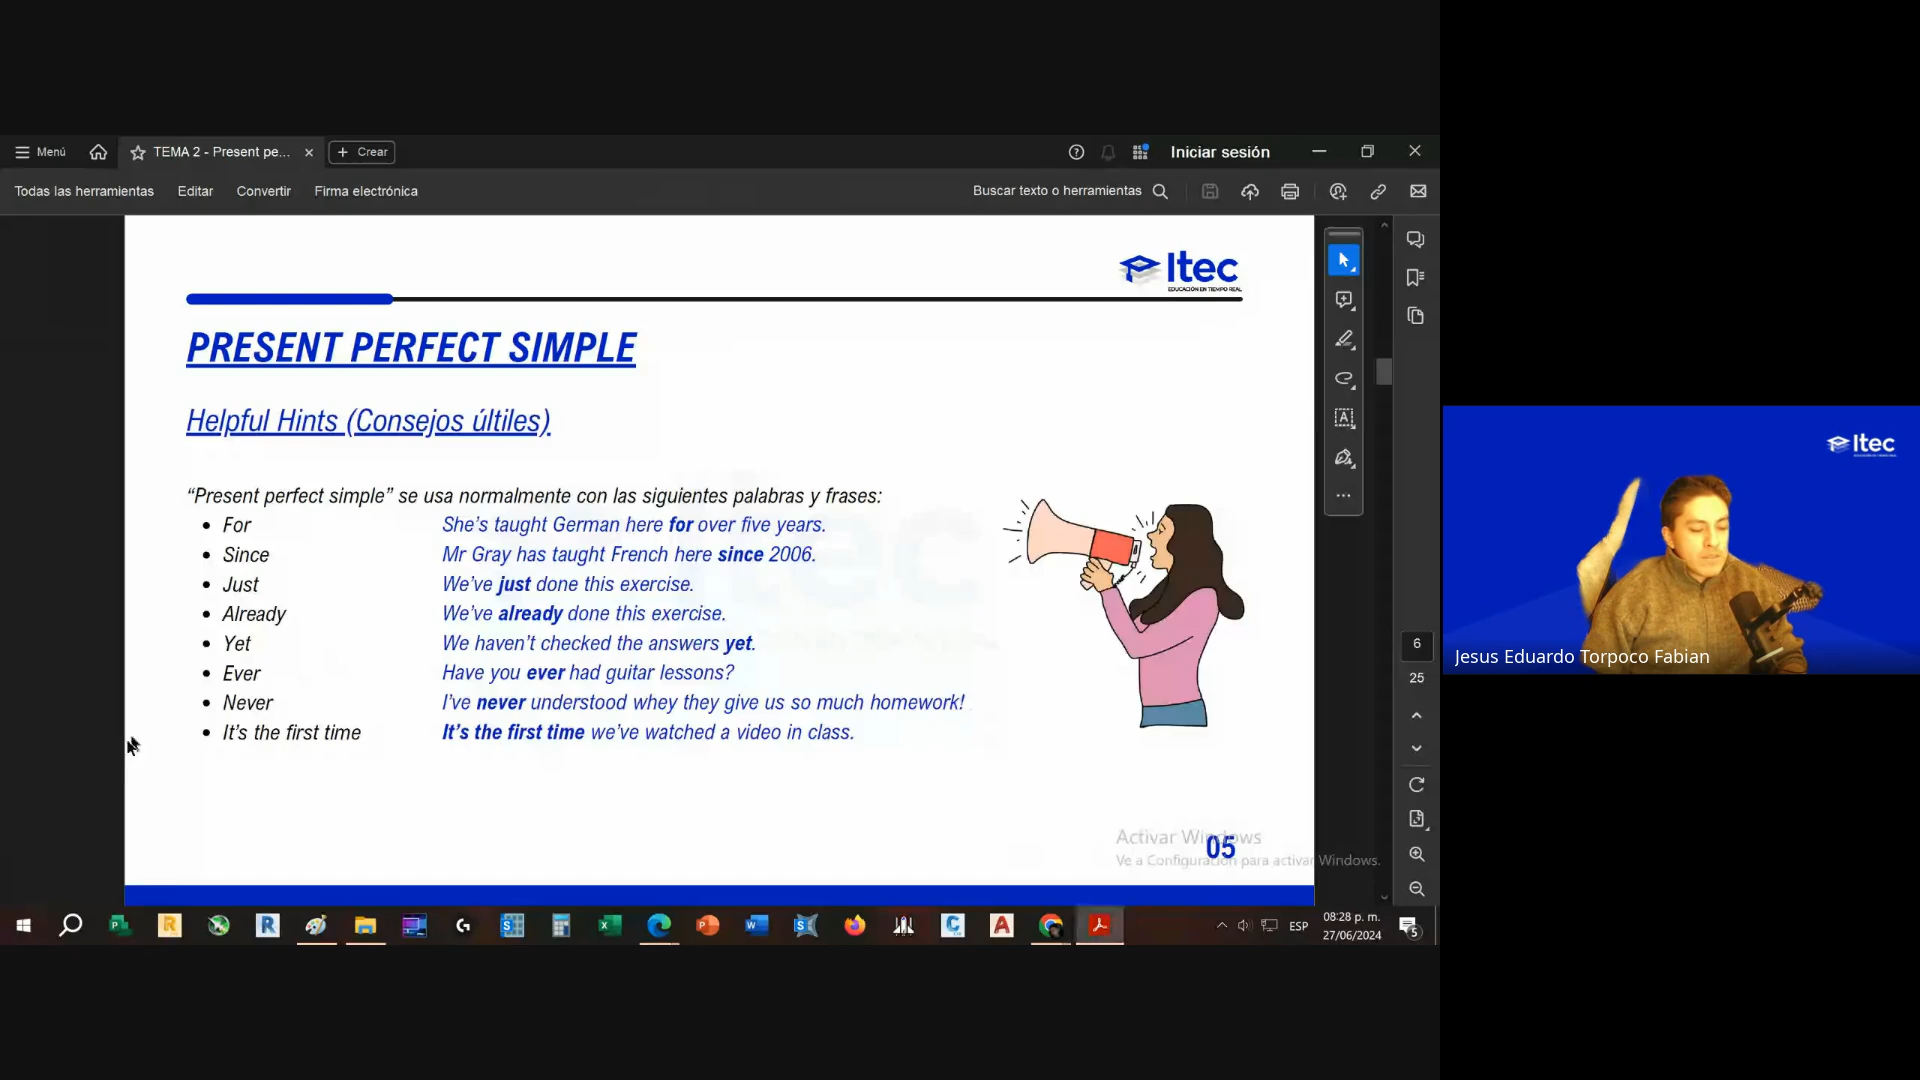 Menú
TEMA 2 - Present pe...
Crear
Iniciar sesión
Todas las herramientas
Editar
Convertir
Firma electrónica
Buscar texto o herramientas
Itec
EDUCACIÓN EN TIEMPO REAL
PRESENT PERFECT SIMPLE
Helpful Hints (Consejos últiles)
“Present perfect simple” se usa normalmente con las siguientes palabras y frases:
• For She’s taught German here for over five years.
• Since Mr Gray has taught French here since 2006.
• Just We’ve just done this exercise.
• Already We’ve already done this exercise.
• Yet We haven’t checked the answers yet.
• Ever Have you ever had guitar lessons?
• Never I’ve never understood whey they give us so much homework!
• It’s the first time It’s the first time we’ve watched a video in class.
6
25
Activar Windows
Ve a Configuración para activar Windows.
05
ESP
08:28 p. m.
27/06/2024
5
Itec
Jesus Eduardo Torpoco Fabian